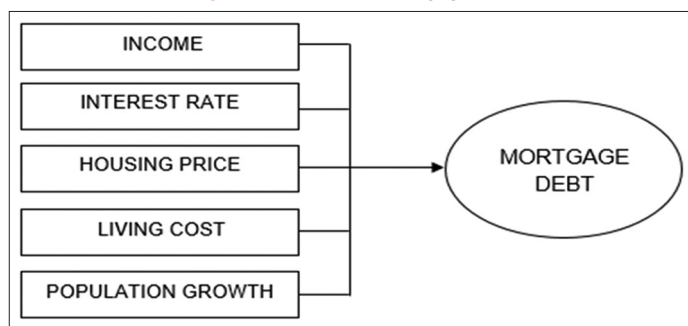 INCOME
INTEREST RATE
HOUSING PRICE
LIVING COST
POPULATION GROWTH
MORTGAGE
DEBT